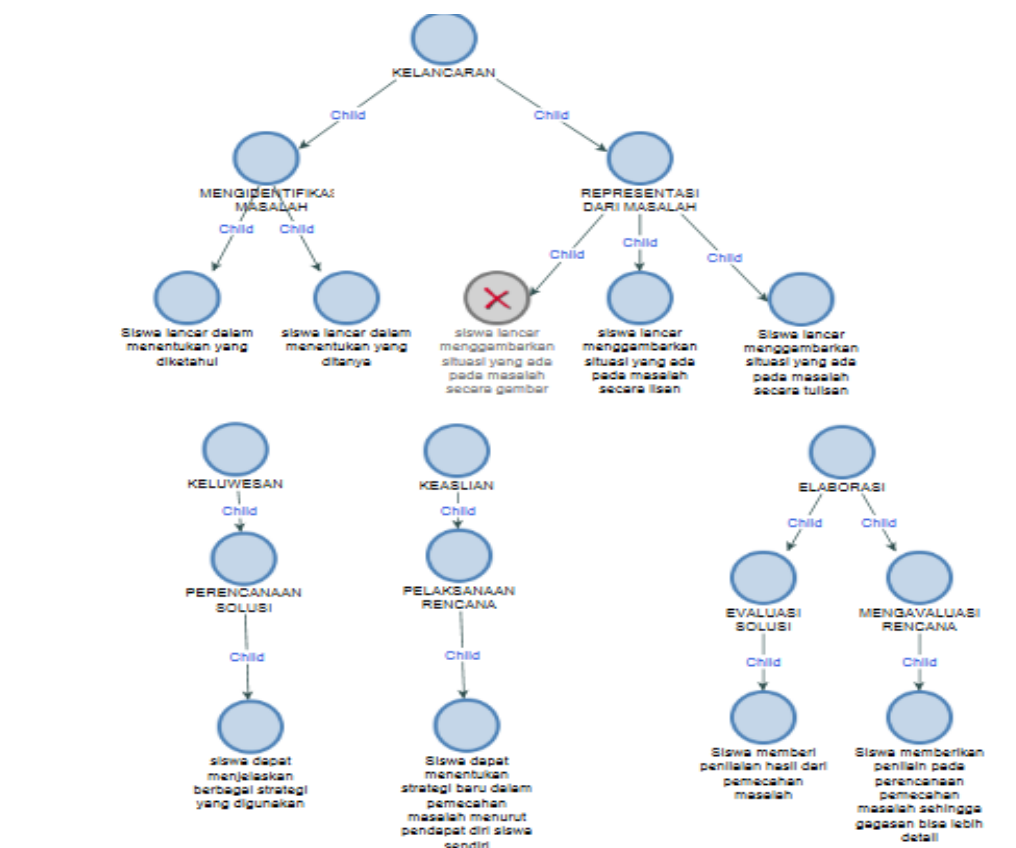 KELANCARAN
Child
Child
MENGIDENTIFIKAS
MASALAH
REPRESENTASI
DARI MASALAH
Child
Child
Child
Child
Child
Siswa lancar dalam
menentukan yang
diketahui
siswa lancar dalam
menentukan yang
ditanya
siswa lancar
menggambarkan
situasi yang ada
pada masalah
secara gambar
siswa lancar
menggambarkan
situasi yang ada
pada masalah
secara lisan
Siswa lancar
menggambarkan
situasi yang ada
pada masalah
secara tulisan
KELUWESAN
Child
PERENCANAAN
SOLUSI
Child
siswa dapat
menjelaskan
berbagai strategi
yang digunakan
KEASLIAN
Child
PELAKSANAAN
RENCANA
Child
Siswa dapat
menentukan
strategi baru dalam
pemecahan
masalah menurut
pendapat diri siswa
sendiri
ELABORASI
Child
Child
EVALUASI
SOLUSI
Child
Siswa memberi
penilaian hasil dari
pemecahan
masalah
MENGAVALUASI
RENCANA
Child
Siswa memberikan
penilain pada
perencanaan
pemecahan
masalah sehingga
gagasan bisa lebih
detail